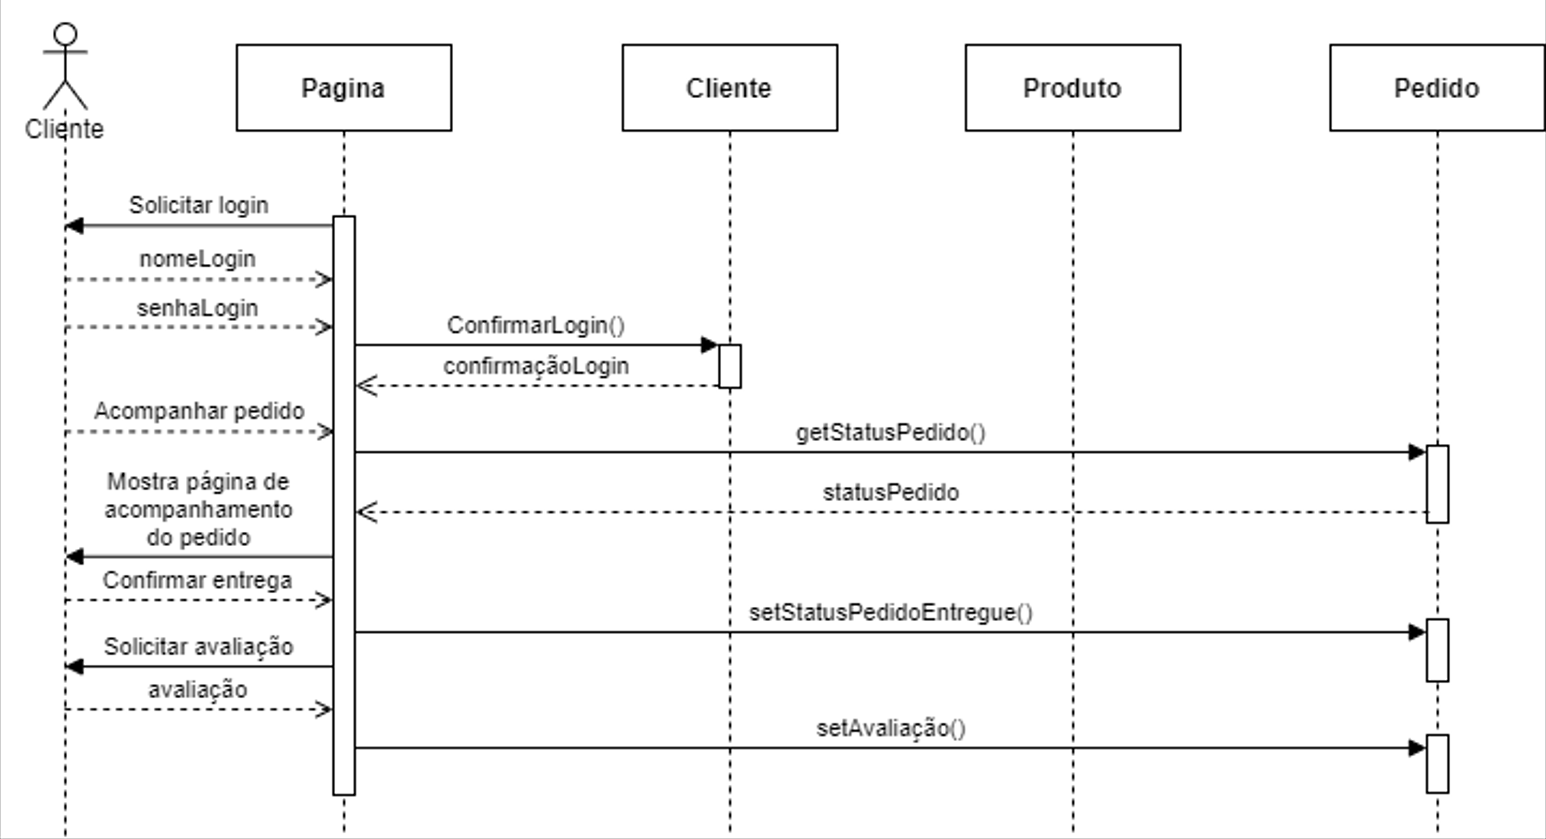 Cliente
Pagina
Cliente
Produto
Pedido
Solicitar login
nomeLogin
senhaLogin
ConfirmarLogin()
confirmaçãoLogin
Acompanhar pedido
getStatusPedido()
Mostra página de
acompanhamento
do pedido
statusPedido
Confirmar entrega
setStatusPedidoEntregue()
Solicitar avaliação
avaliação
setAvaliação()